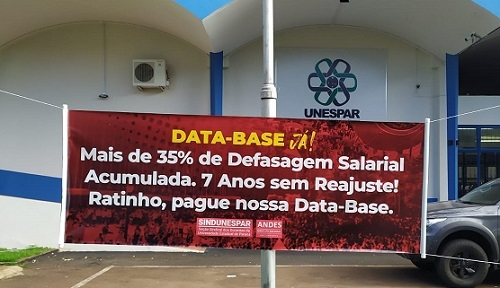 UNESPAR
DATA-BASE JÁ!
Mais de 35% de Defasagem Salarial
Acumulada. 7 Anos sem Reajuste!
Ratinho, pague nossa Data-Base.
SINDUNESPAR
ANDES